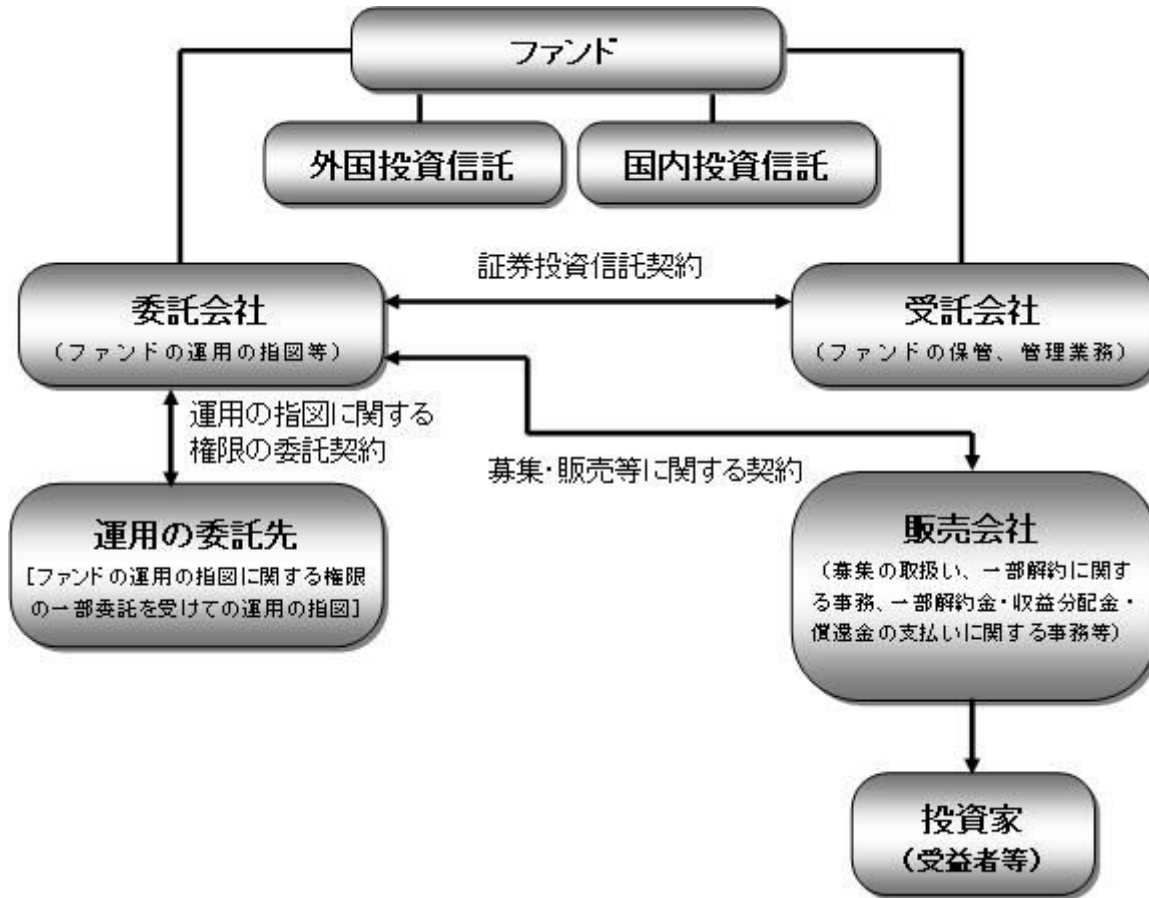 ファンド
外国投資信託
国内投資信託
証券投資信託契約
委託会社
（ファンドの運用の指図等）
受託会社
（ファンドの保管、管理業務）
運用の指図に関する
権限の委託契約
募集・販売等に関する契約
運用の委託先
［ファンドの運用の指図に関する権限
の一部委託を受けての運用の指図］
販売会社
（募集の取扱い、一部解約に関す
る事務、一部解約金・収益分配金・
償還金の支払いに関する事務等）
投資家
（受益者等）